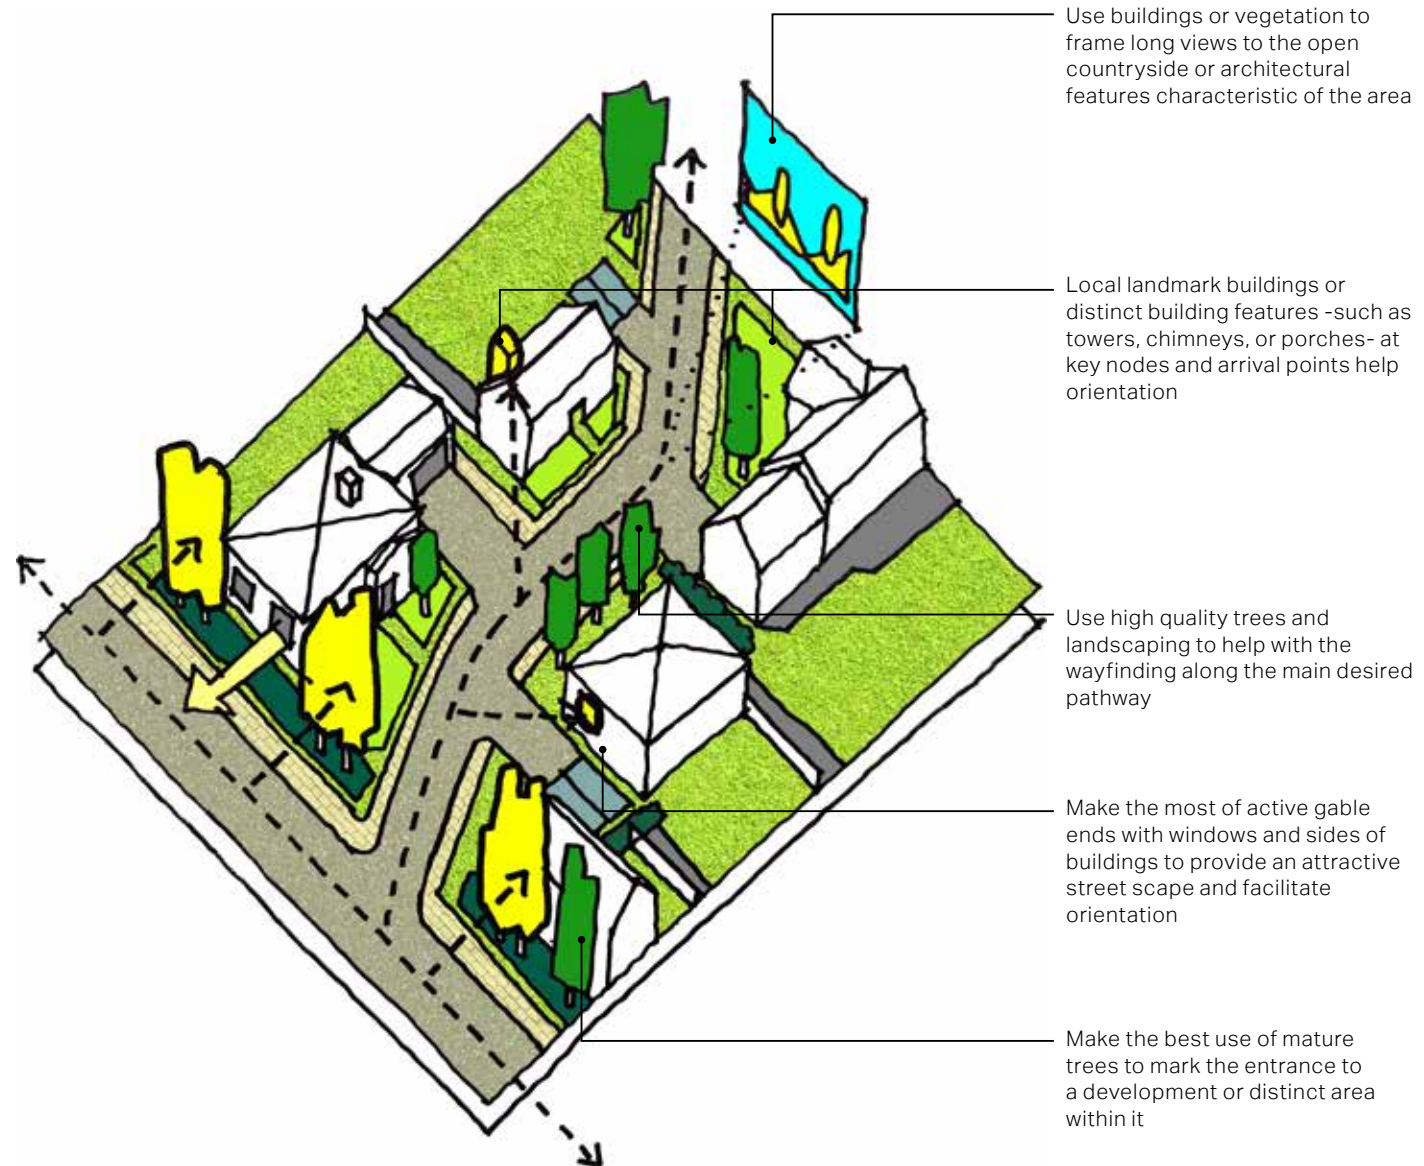 Use buildings or vegetation to
frame long views to the open
countryside or architectural
features characteristic of the area
Local landmark buildings or
distinct building features -such as
towers, chimneys, or porches- at
key nodes and arrival points help
orientation
Use high quality trees and
landscaping to help with the
wayfinding along the main desired
pathway
Make the most of active gable
ends with windows and sides of
buildings to provide an attractive
street scape and facilitate
orientation
Make the best use of mature
trees to mark the entrance to
a development or distinct area
within it